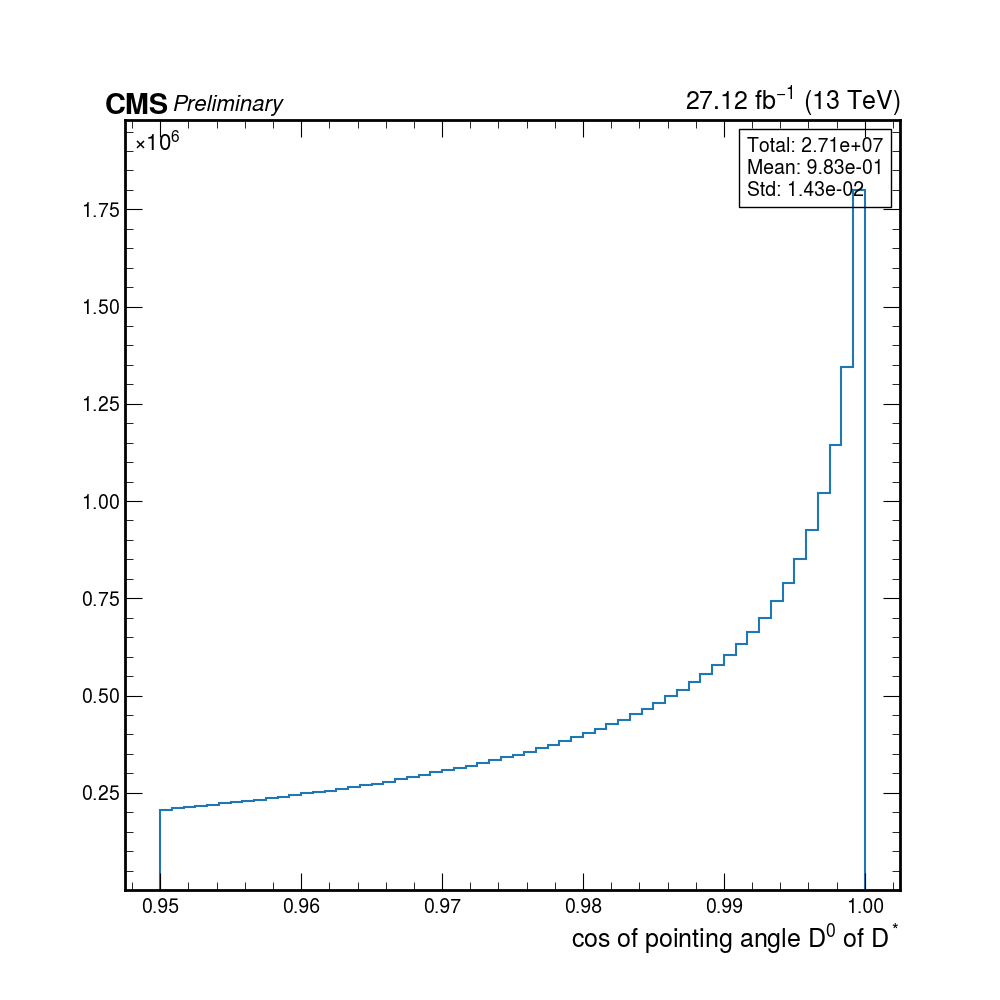 CMS Preliminary
27.12 fb⁻¹ (13 TeV)
×10⁶
Total: 2.71e+07
Mean: 9.83e-01
Std: 1.43e-02
1.75
1.50
1.25
1.00
0.75
0.50
0.25
0.95 0.96 0.97 0.98 0.99 1.00
cos of pointing angle D⁰ of D*